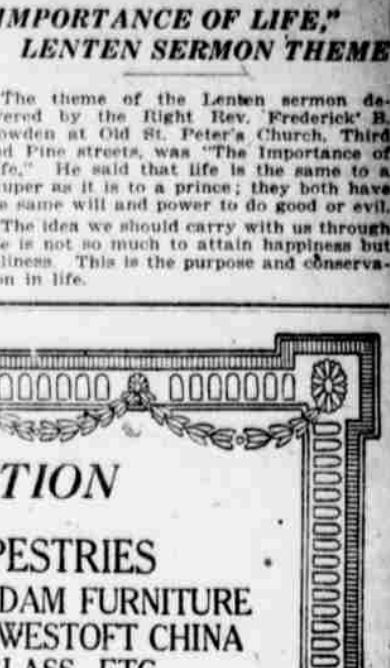 IMPORTANCE OF LIFE,"
LENTEN SERMON THEME
The theme of the Lenten sermon de-
vered by the Right Rev. Frederick B.
owden at Old St. Peter's Church, Third
nd Pine streets, was "The Importance of
fe." He said that life is the same to a
uper as it is to a prince; they both have
e same will and power to do good or evil.
The idea we should carry with us through
e is not so much to attain happiness but
liness. This is the purpose and conserva-
on in life.
TION
PESTRIES
DAM FURNITURE
WESTOFT CHINA
LASS, ETC